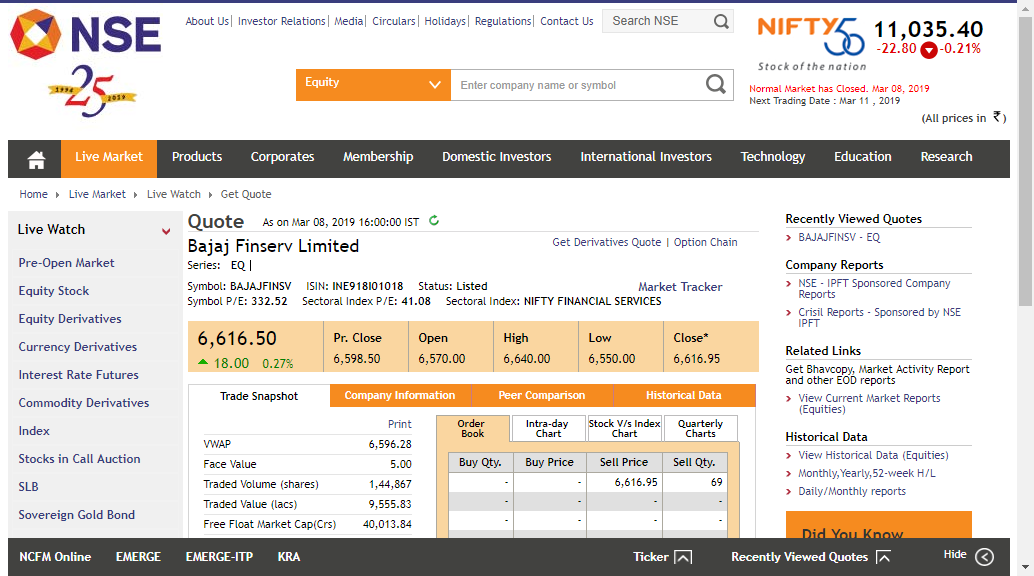 NSE
1994 25 2019
About Us | Investor Relations | Media | Circulars | Holidays | Regulations | Contact Us
Search NSE
NIFTY 50
Stock of the nation
11,035.40
-22.80 -0.21%
Equity
Enter company name or symbol
Normal Market has Closed. Mar 08, 2019
Next Trading Date : Mar 11 , 2019
(All prices in ₹)
Live Market Products Corporates Membership Domestic Investors International Investors Technology Education Research
Home Live Market Live Watch Get Quote
Live Watch
Pre-Open Market
Equity Stock
Equity Derivatives
Currency Derivatives
Interest Rate Futures
Commodity Derivatives
Index
Stocks in Call Auction
SLB
Sovereign Gold Bond
Quote As on Mar 08, 2019 16:00:00 IST
Bajaj Finserv Limited
Get Derivatives Quote | Option Chain
Series: EQ |
Symbol: BAJAJFINSV ISIN: INE918I01018 Status: Listed
Market Tracker
Symbol P/E: 332.52 Sectoral Index P/E: 41.08 Sectoral Index: NIFTY FINANCIAL SERVICES
6,616.50
18.00 0.27%
Pr. Close Open High Low Close*
6,598.50 6,570.00 6,640.00 6,550.00 6,616.95
Trade Snapshot Company Information Peer Comparison Historical Data
Print
VWAP 6,596.28
Face Value 5.00
Traded Volume (shares) 1,44,867
Traded Value (lacs) 9,555.83
Free Float Market Cap(Crs) 40,013.84
Order Book
Intra-day Chart
Stock V/s Index Chart
Quarterly Charts
Buy Qty. Buy Price Sell Price Sell Qty.
- - 6,616.95 69
- - - -
- - - -
Recently Viewed Quotes
BAJAJFINSV - EQ
Company Reports
NSE - IPFT Sponsored Company
Reports
Crisil Reports - Sponsored by NSE
IPFT
Related Links
Get Bhavcopy, Market Activity Report
and other EOD reports
View Current Market Reports
(Equities)
Historical Data
View Historical Data (Equities)
Monthly,Yearly,52-week H/L
Daily/Monthly reports
Did You Know
NCFM Online EMERGE EMERGE-ITP KRA Ticker Recently Viewed Quotes Hide